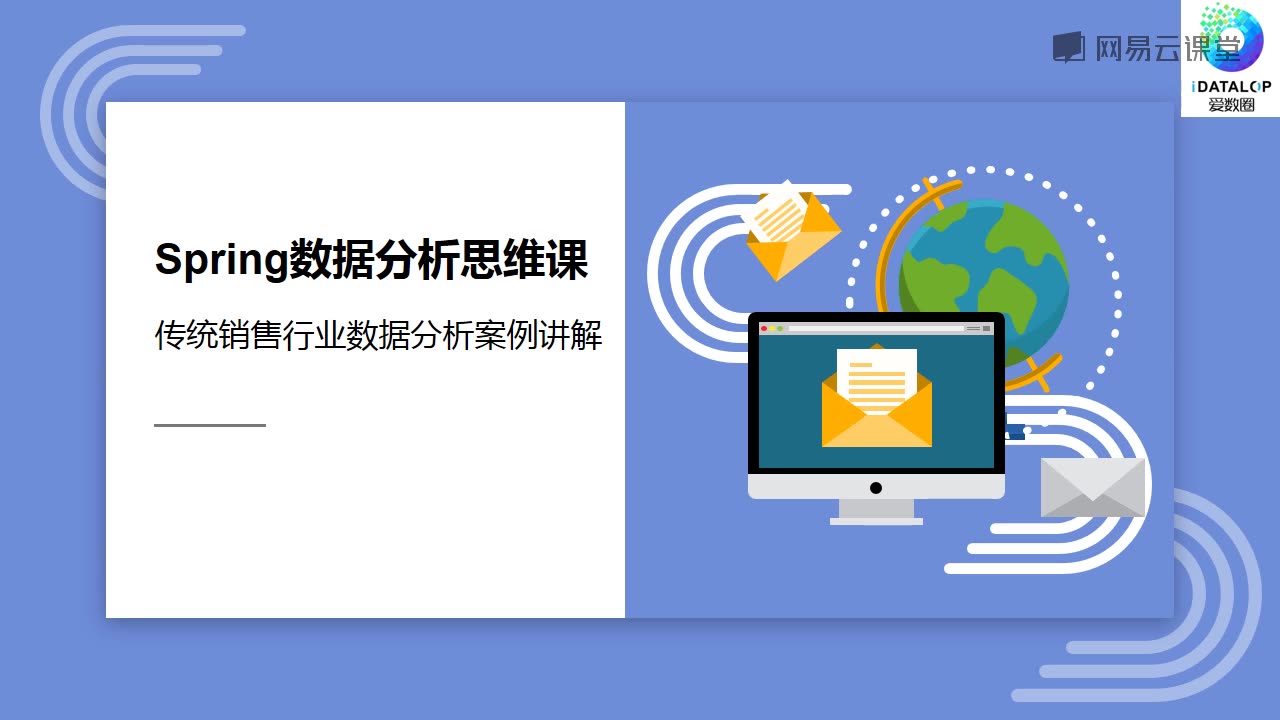 网易云课堂
iDATALOP
爱数圈
Spring数据分析思维课
传统销售行业数据分析案例讲解